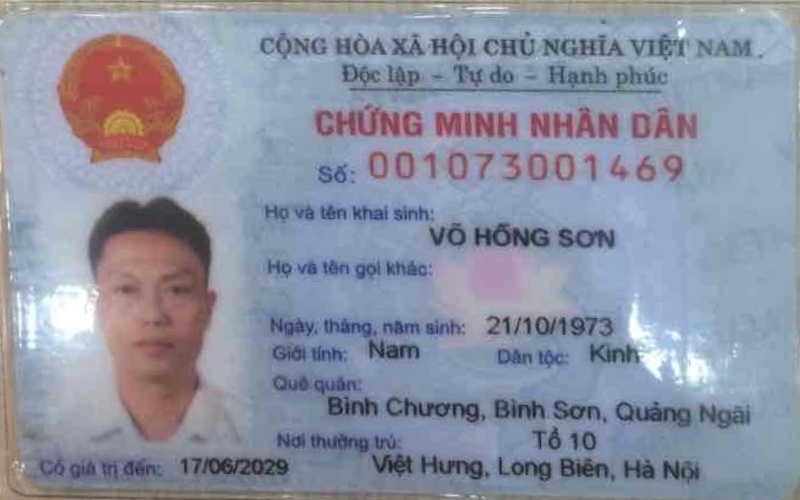 CỘNG HÒA XÃ HỘI CHỦ NGHĨA VIỆT NAM
Độc lập - Tự do - Hạnh phúc
CHỨNG MINH NHÂN DÂN
Số: 001073001469
Họ và tên khai sinh:
VÕ HỒNG SƠN
Họ và tên gọi khác:
Ngày, tháng, năm sinh: 21/10/1973
Giới tính: Nam Dân tộc: Kinh
Quê quán:
Bình Chương, Bình Sơn, Quảng Ngãi
Nơi thường trú: Tổ 10
Việt Hưng, Long Biên, Hà Nội
Có giá trị đến: 17/06/2029